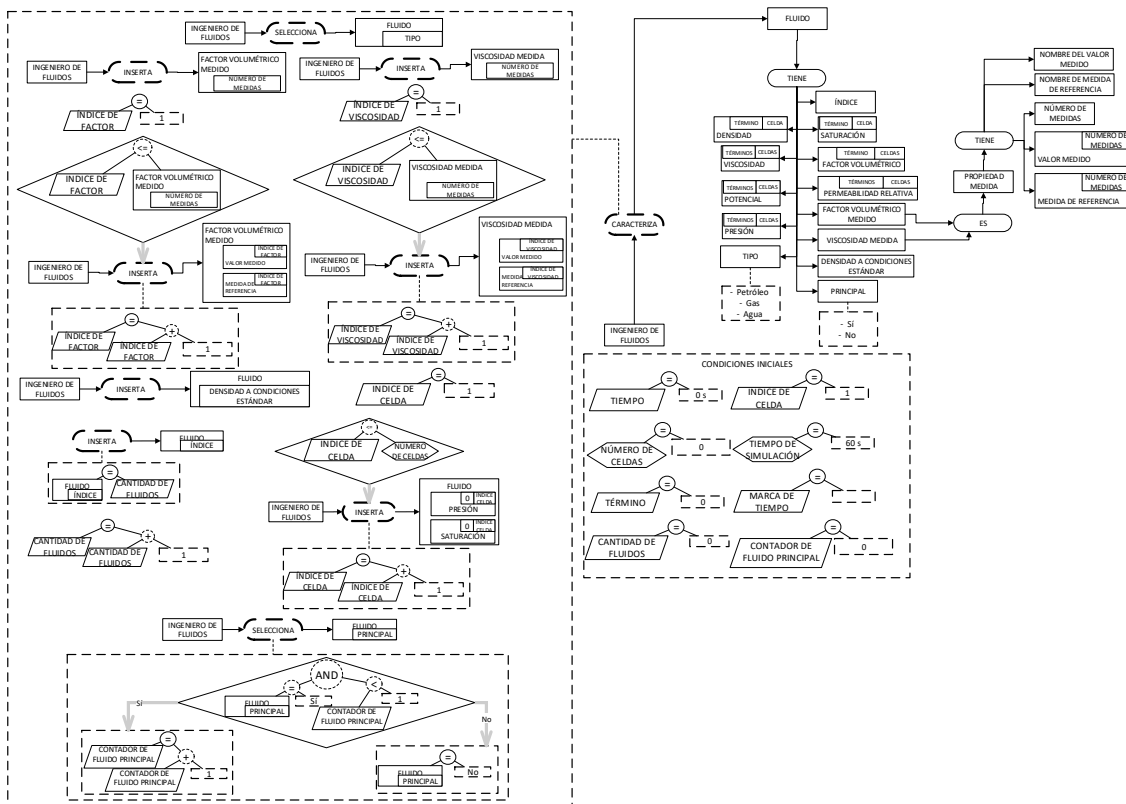 INGENIERO DE
FLUIDOS
SELECCIONA
FLUIDO
TIPO
INGENIERO DE
FLUIDOS
INSERTA
FACTOR VOLUMÉTRICO
MEDIDO
NÚMERO DE
MEDIDAS
INGENIERO DE
FLUIDOS
INSERTA
VISCOSIDAD MEDIDA
NÚMERO DE
MEDIDAS
=
ÍNDICE DE
FACTOR
1
=
ÍNDICE DE
VISCOSIDAD
1
<=
ÍNDICE DE
FACTOR
FACTOR VOLUMÉTRICO
MEDIDO
NÚMERO DE
MEDIDAS
<=
ÍNDICE DE
VISCOSIDAD
VISCOSIDAD MEDIDA
NÚMERO DE
MEDIDAS
INGENIERO DE
FLUIDOS
INSERTA
FACTOR VOLUMÉTRICO
MEDIDO
ÍNDICE DE
FACTOR
VALOR MEDIDO
ÍNDICE DE
FACTOR
MEDIDA DE
REFERENCIA
INGENIERO DE
FLUIDOS
INSERTA
VISCOSIDAD MEDIDA
ÍNDICE DE
VISCOSIDAD
VALOR MEDIDO
ÍNDICE DE
VISCOSIDAD
MEDIDA
REFERENCIA
=
ÍNDICE DE
FACTOR
+
ÍNDICE DE
FACTOR
1
=
ÍNDICE DE
VISCOSIDAD
+
ÍNDICE DE
VISCOSIDAD
1
INGENIERO DE
FLUIDOS
INSERTA
FLUIDO
DENSIDAD A CONDICIONES
ESTÁNDAR
=
ÍNDICE DE
CELDA
1
INSERTA
FLUIDO
ÍNDICE
=
FLUIDO
ÍNDICE
CANTIDAD DE
FLUIDOS
=
CANTIDAD DE
FLUIDOS
+
CANTIDAD DE
FLUIDOS
1
<=
ÍNDICE DE
CELDA
NÚMERO
DE CELDAS
INGENIERO DE
FLUIDOS
INSERTA
FLUIDO
0
ÍNDICE
CELDA
PRESIÓN
0
ÍNDICE
CELDA
SATURACIÓN
=
ÍNDICE DE
CELDA
+
ÍNDICE DE
CELDA
1
INGENIERO DE
FLUIDOS
SELECCIONA
FLUIDO
PRINCIPAL
AND
=
FLUIDO
PRINCIPAL
Sí
<
CONTADOR DE
FLUIDO PRINCIPAL
1
Sí
No
=
CONTADOR DE
FLUIDO PRINCIPAL
+
CONTADOR DE
FLUIDO PRINCIPAL
1
=
FLUIDO
PRINCIPAL
No
FLUIDO
TIENE
ÍNDICE
TÉRMINO CELDA
DENSIDAD
TÉRMINO CELDA
SATURACIÓN
TÉRMINOS CELDAS
VISCOSIDAD
TÉRMINO CELDAS
FACTOR VOLUMÉTRICO
TÉRMINOS CELDAS
POTENCIAL
TÉRMINOS CELDAS
PERMEABILIDAD RELATIVA
TÉRMINOS CELDAS
PRESIÓN
FACTOR VOLUMÉTRICO
MEDIDO
VISCOSIDAD MEDIDA
TIPO
- Petróleo
- Gas
- Agua
DENSIDAD A CONDICIONES
ESTÁNDAR
PRINCIPAL
- Sí
- No
CARACTERIZA
INGENIERO DE
FLUIDOS
ES
PROPIEDAD
MEDIDA
TIENE
NOMBRE DEL VALOR
MEDIDO
NOMBRE DE MEDIDA
DE REFERENCIA
NÚMERO DE
MEDIDAS
NÚMERO DE
MEDIDAS
VALOR MEDIDO
NÚMERO DE
MEDIDAS
MEDIDA DE REFERENCIA
CONDICIONES INICIALES
=
TIEMPO
0 s
=
ÍNDICE DE
CELDA
1
=
NÚMERO DE
CELDAS
0
=
TIEMPO DE
SIMULACIÓN
60 s
=
TÉRMINO
0
=
MARCA DE
TIEMPO
=
CANTIDAD DE
FLUIDOS
0
=
CONTADOR DE
FLUIDO PRINCIPAL
0